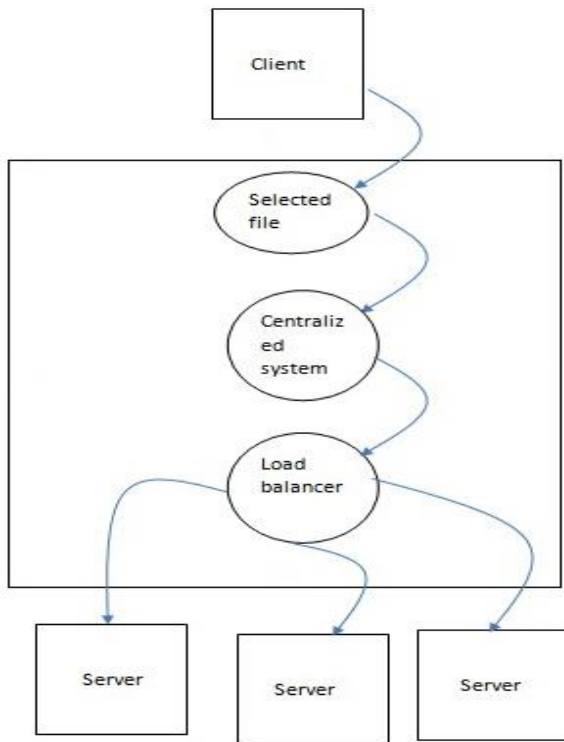 Client
Selected
file
Centraliz
ed
system
Load
balancer
Server
Server
Server